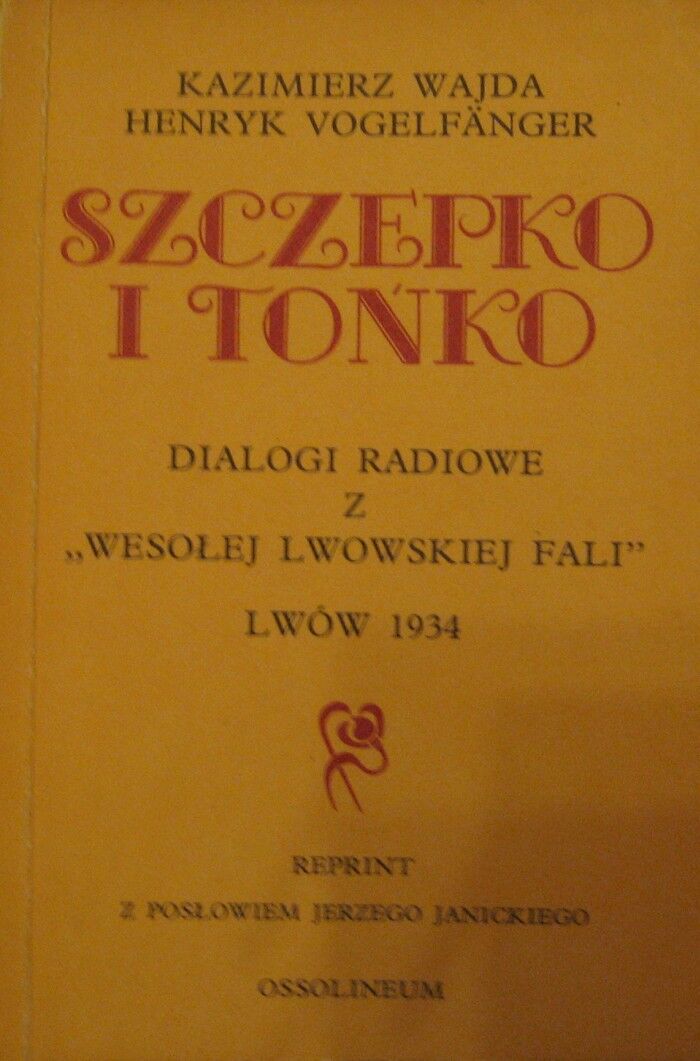 KAZIMIERZ WAJDA
HENRYK VOGELFÄNGER
SZCZEPKO
I TOŃKO
DIALOGI RADIOWE
Z
„WESOŁEJ LWOWSKIEJ FALI”
LWÓW 1934
REPRINT
Z POSŁOWIEM JERZEGO JANICKIEGO
OSSOLINEUM